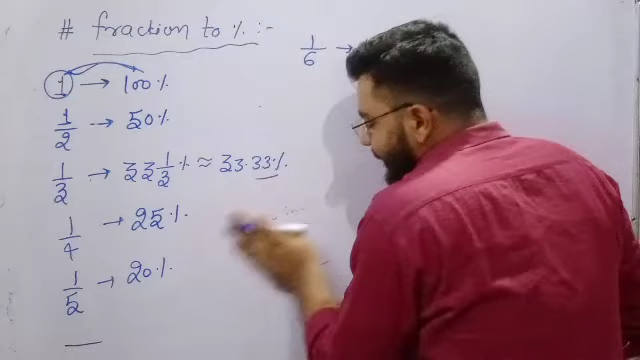 # fraction to % :-
1 → 100%
1/2 → 50%
1/3 → 33 1/3 % ≈ 33.33%.
1/4 → 25%
1/5 → 20%
1/6 →